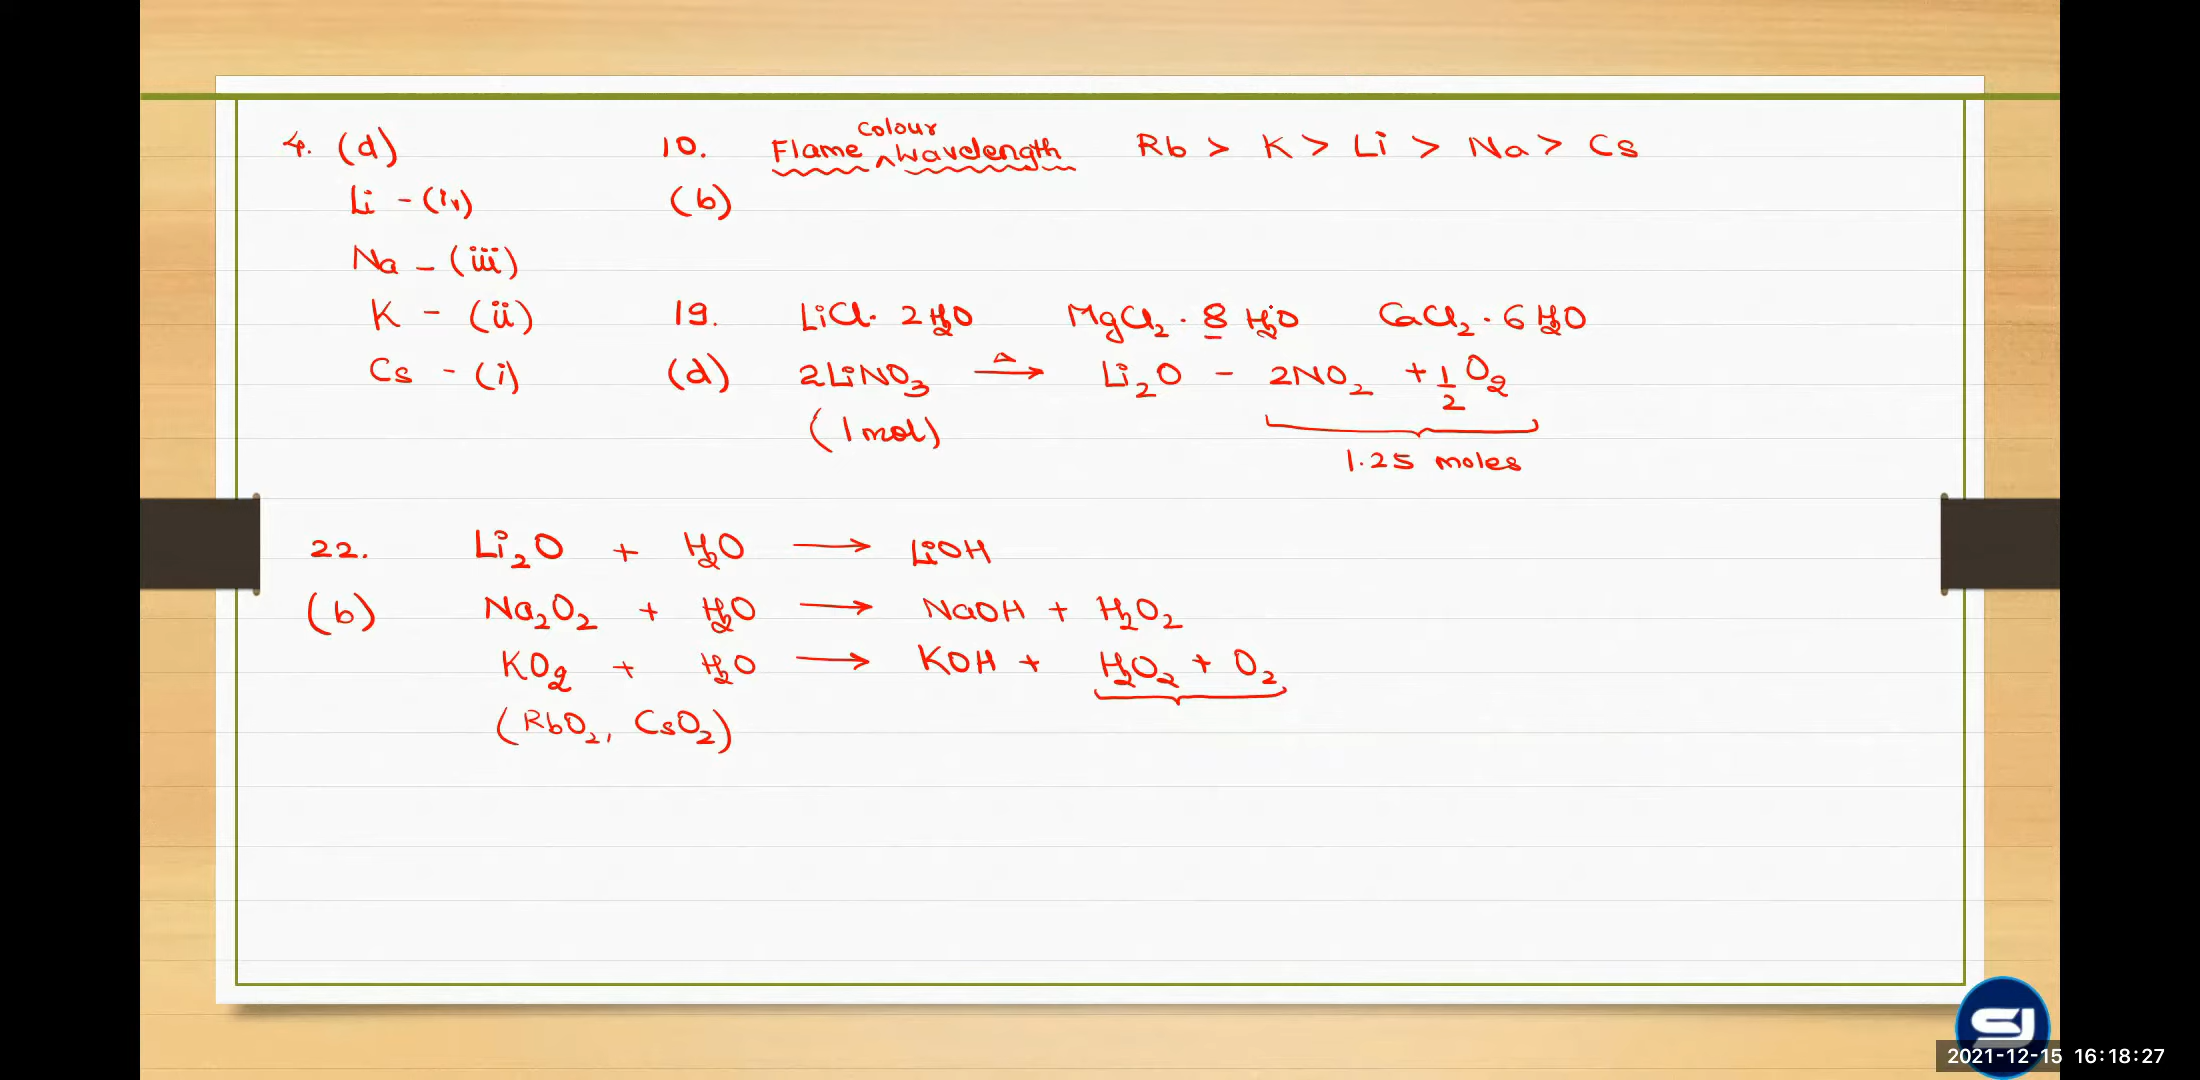 4. (d)
Li - (iv)
Na - (iii)
K - (ii)
Cs - (i)
10. Flame ^ Colour Wavelength Rb > K > Li > Na > Cs
(b)
19. LiCl. 2H₂O MgCl₂ . 8 H₂O CaCl₂ . 6 H₂O
(d) 2LiNO₃ —Δ→ Li₂O - 2NO₂ + 1/2 O₂
(1 mol)
1.25 moles
22. Li₂O + H₂O → LiOH
(b) Na₂O₂ + H₂O → NaOH + H₂O₂
KO₂ + H₂O → KOH + H₂O₂ + O₂
(RbO₂, CsO₂)
SJ
2021-12-15 16:18:27